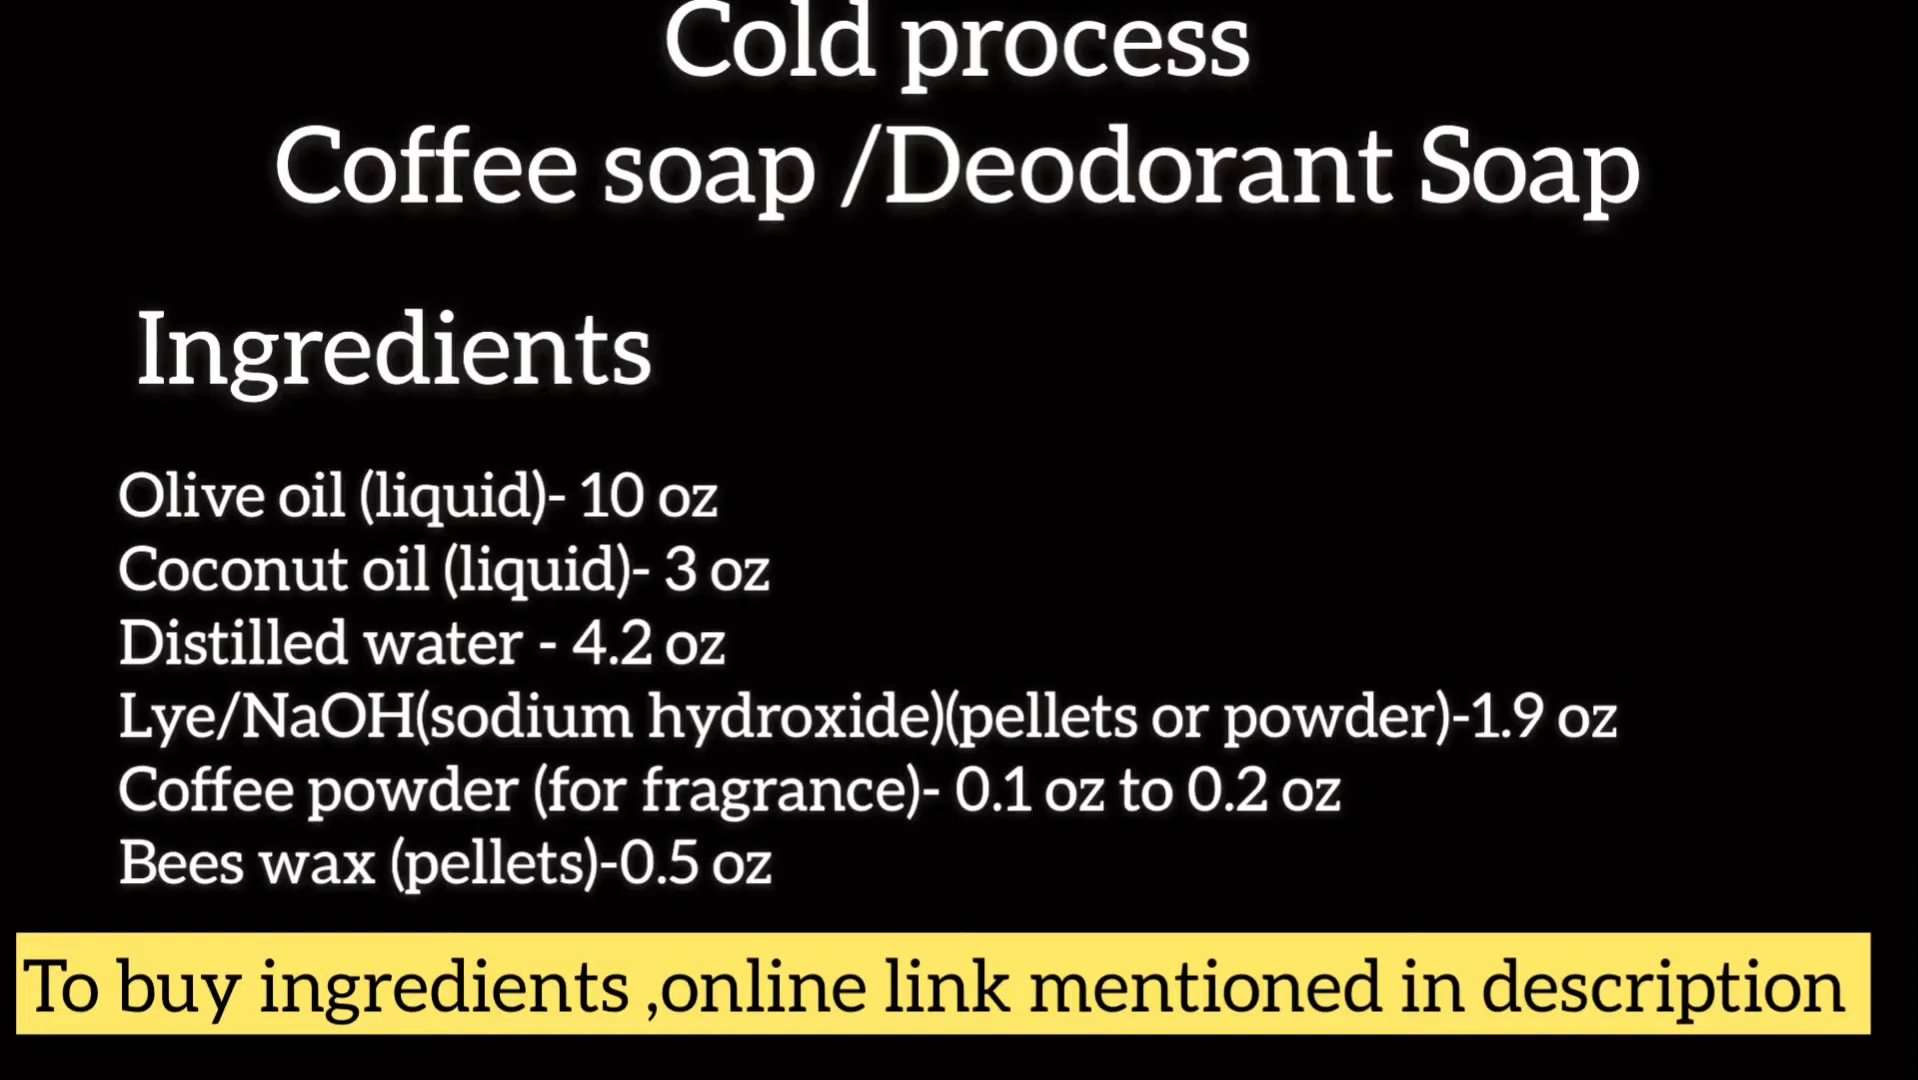 Cold process
Coffee soap /Deodorant Soap
Ingredients
Olive oil (liquid)- 10 oz
Coconut oil (liquid)- 3 oz
Distilled water - 4.2 oz
Lye/NaOH(sodium hydroxide)(pellets or powder)-1.9 oz
Coffee powder (for fragrance)- 0.1 oz to 0.2 oz
Bees wax (pellets)-0.5 oz
To buy ingredients ,online link mentioned in description